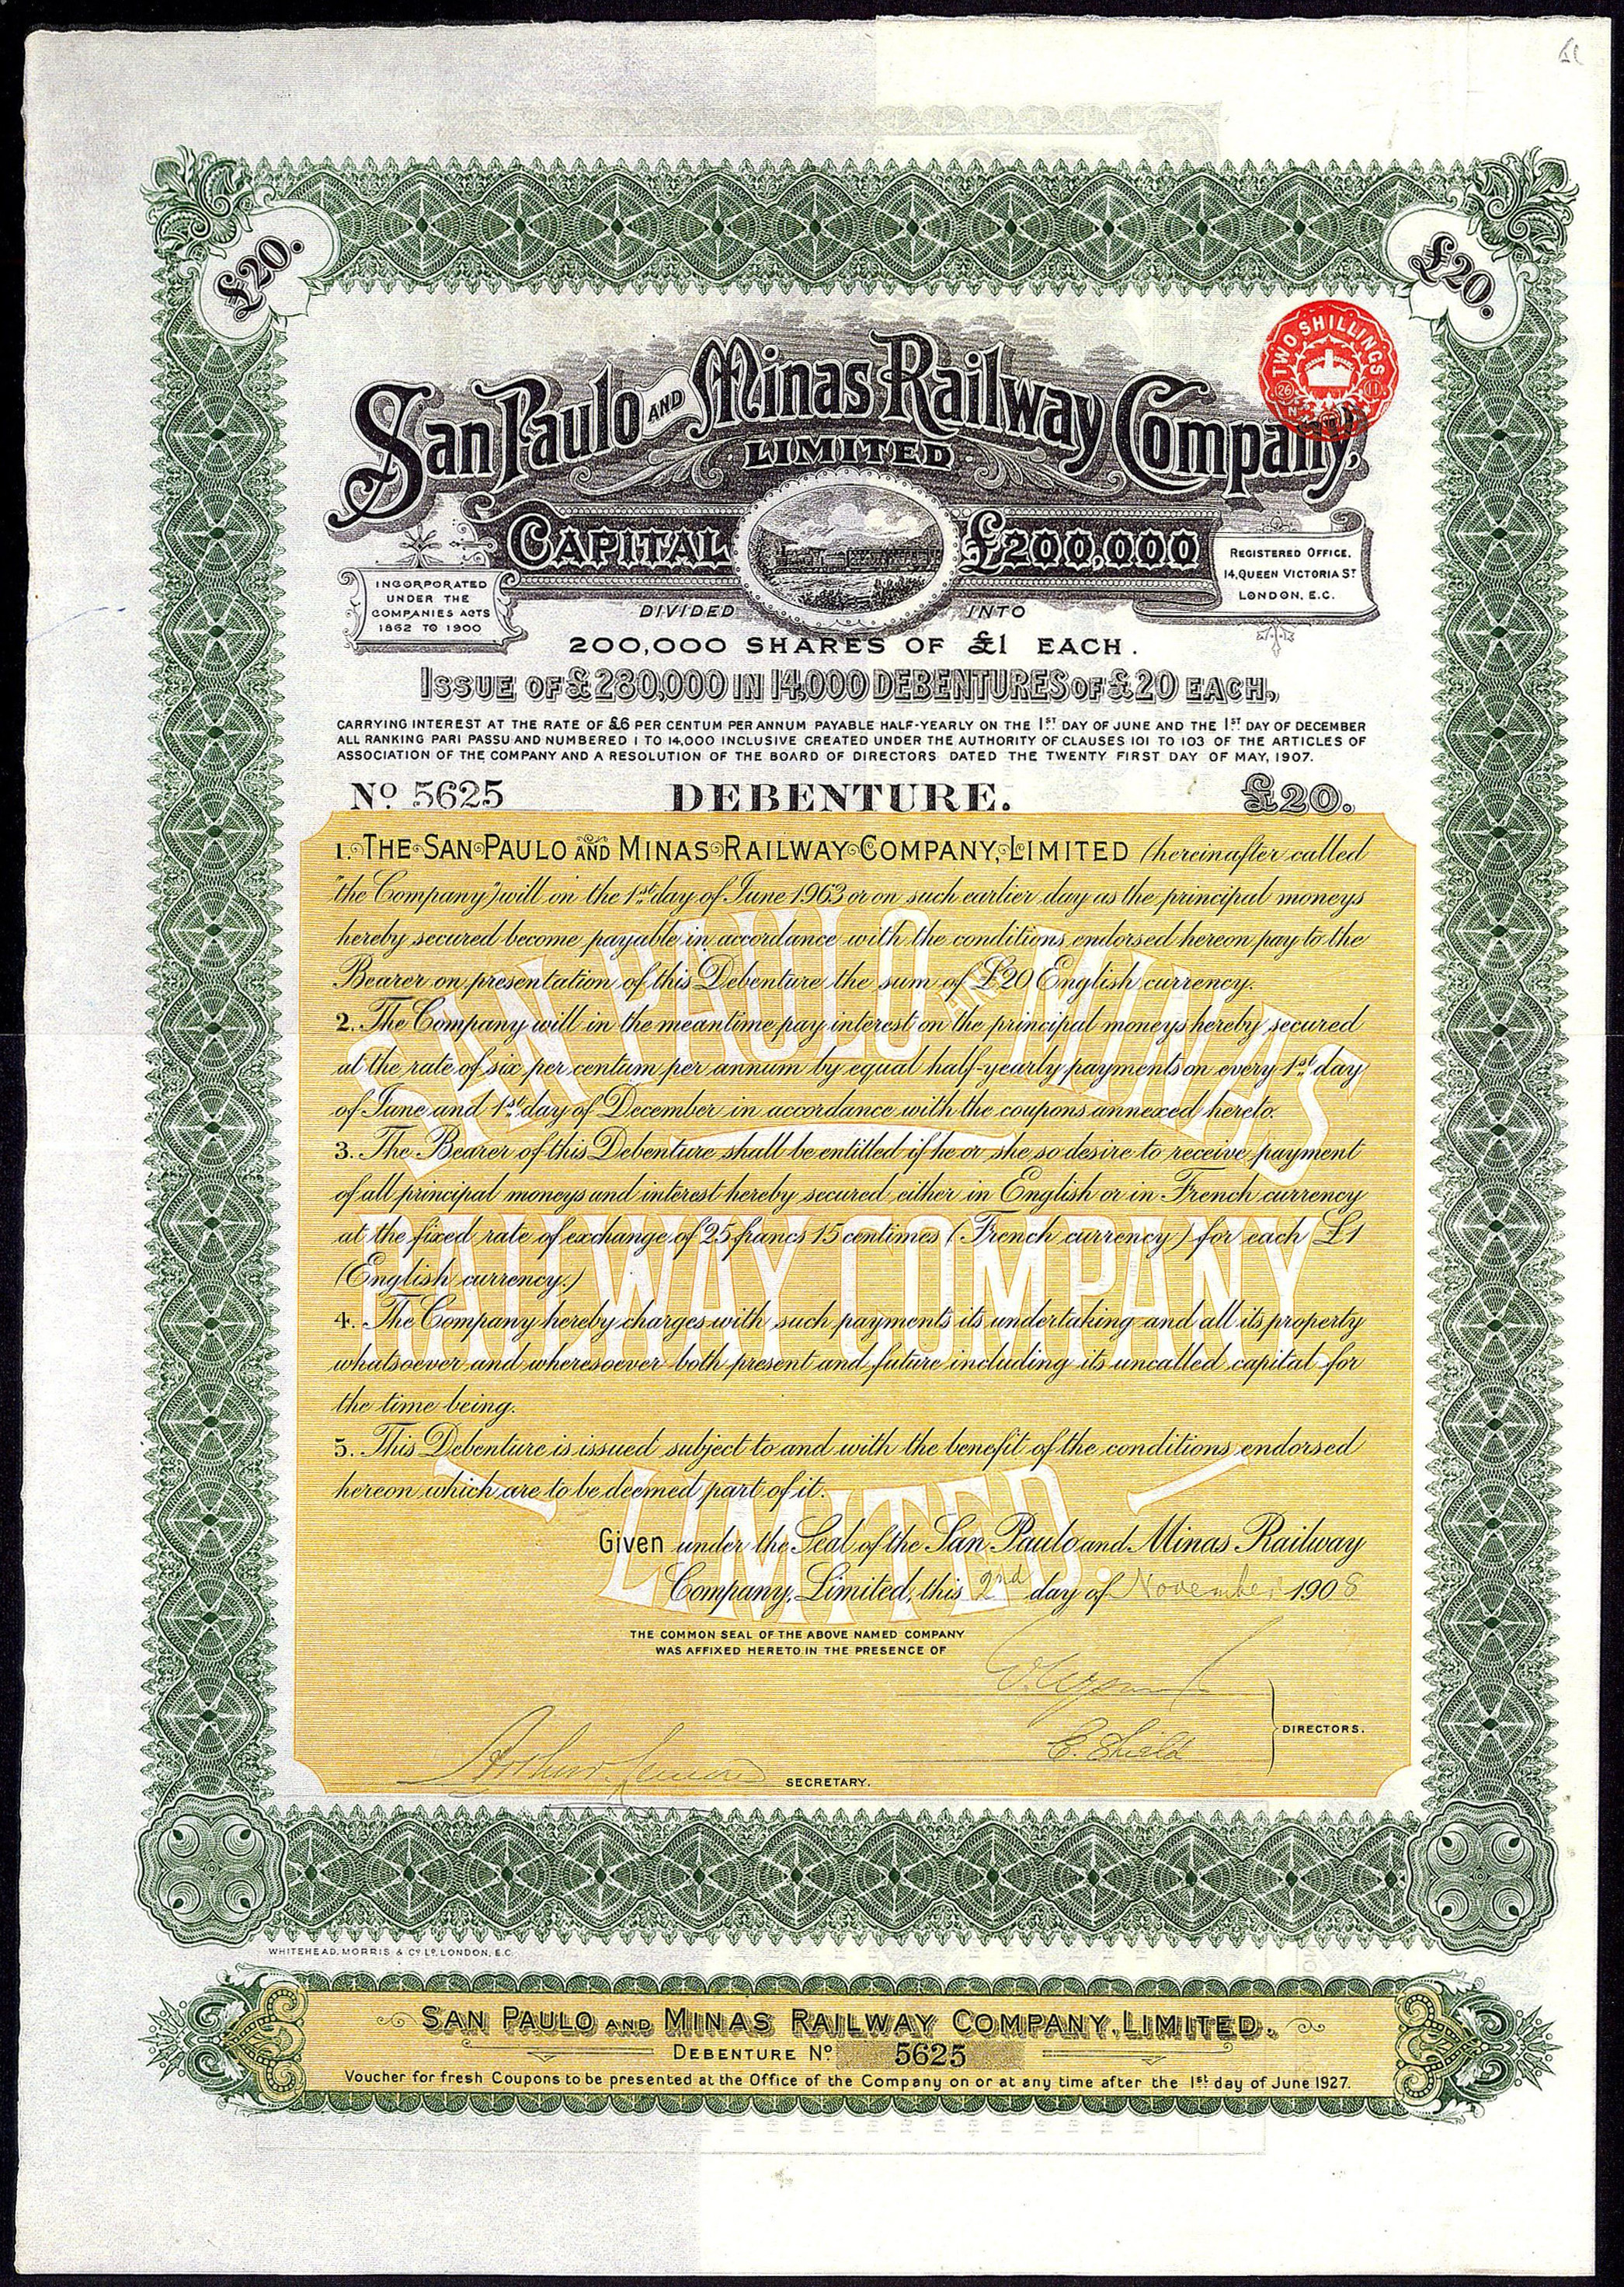 £20.
£20.
TWO SHILLINGS
San Paulo AND Minas Railway Company,
LIMITED
CAPITAL £200,000
INCORPORATED
UNDER THE
COMPANIES ACTS
1862 TO 1900
REGISTERED OFFICE.
14, QUEEN VICTORIA ST
LONDON, E.C.
DIVIDED INTO
200,000 SHARES OF £1 EACH.
ISSUE OF £280,000 IN 14,000 DEBENTURES OF £20 EACH,
CARRYING INTEREST AT THE RATE OF £6 PER CENTUM PER ANNUM PAYABLE HALF-YEARLY ON THE 1ST DAY OF JUNE AND THE 1ST DAY OF DECEMBER
ALL RANKING PARI PASSU AND NUMBERED 1 TO 14,000 INCLUSIVE CREATED UNDER THE AUTHORITY OF CLAUSES 101 TO 103 OF THE ARTICLES OF
ASSOCIATION OF THE COMPANY AND A RESOLUTION OF THE BOARD OF DIRECTORS DATED THE TWENTY FIRST DAY OF MAY, 1907.
No 5625 DEBENTURE. £20.
1. THE SAN PAULO AND MINAS RAILWAY COMPANY, LIMITED (hereinafter called
"the Company") will on the 1st day of June 1963 or on such earlier day as the principal moneys
hereby secured become payable in accordance with the conditions endorsed hereon pay to the
Bearer on presentation of this Debenture the sum of £20 English currency.
2. The Company will in the meantime pay interest on the principal moneys hereby secured
at the rate of six per centum per annum by equal half-yearly payments on every 1st day
of June and 1st day of December in accordance with the coupons annexed hereto.
3. The Bearer of this Debenture shall be entitled if he or she so desire to receive payment
of all principal moneys and interest hereby secured either in English or in French currency
at the fixed rate of exchange of 25 francs 15 centimes (French currency) for each £1
(English currency.)
4. The Company hereby charges with such payments its undertaking and all its property
whatsoever and wheresoever both present and future including its uncalled capital for
the time being.
5. This Debenture is issued subject to and with the benefit of the conditions endorsed
hereon which are to be deemed part of it.
SAN PAULO AND MINAS
RAILWAY COMPANY
LIMITED.
Given under the Seal of the San Paulo and Minas Railway
Company, Limited, this 2nd day of November 1908
THE COMMON SEAL OF THE ABOVE NAMED COMPANY
WAS AFFIXED HERETO IN THE PRESENCE OF
E. Shield
DIRECTORS.
Arthur
SECRETARY.
WHITEHEAD, MORRIS & Co LD. LONDON, E.C.
SAN PAULO AND MINAS RAILWAY COMPANY, LIMITED.
DEBENTURE No 5625
Voucher for fresh Coupons to be presented at the Office of the Company on or at any time after the 1st day of June 1927.